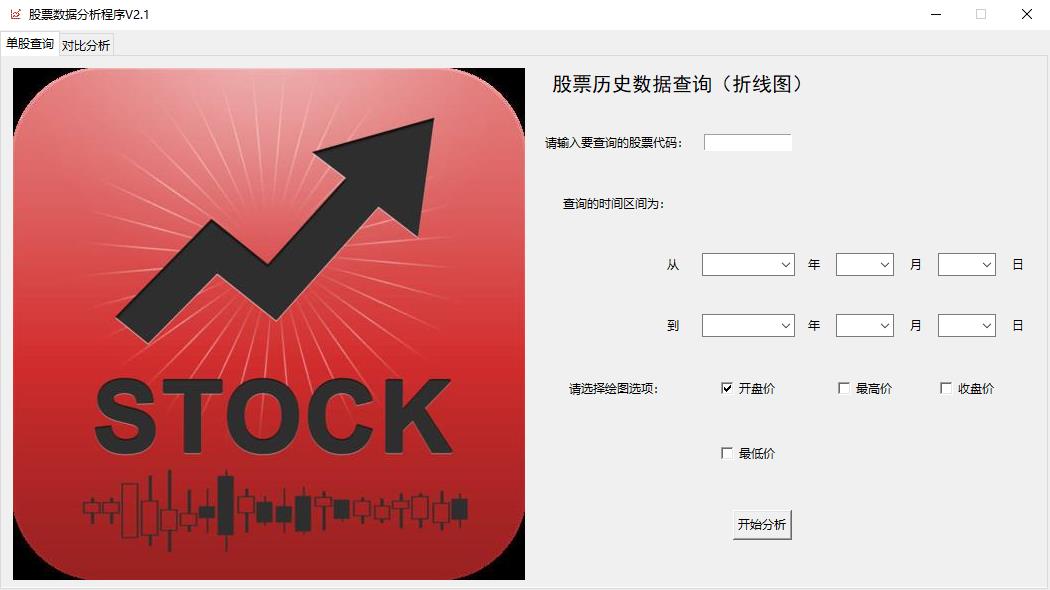 股票数据分析程序V2.1
单股查询 对比分析
股票历史数据查询（折线图）
请输入要查询的股票代码：
查询的时间区间为：
从 年 月 日
到 年 月 日
请选择绘图选项： 开盘价 最高价 收盘价
最低价
开始分析
STOCK